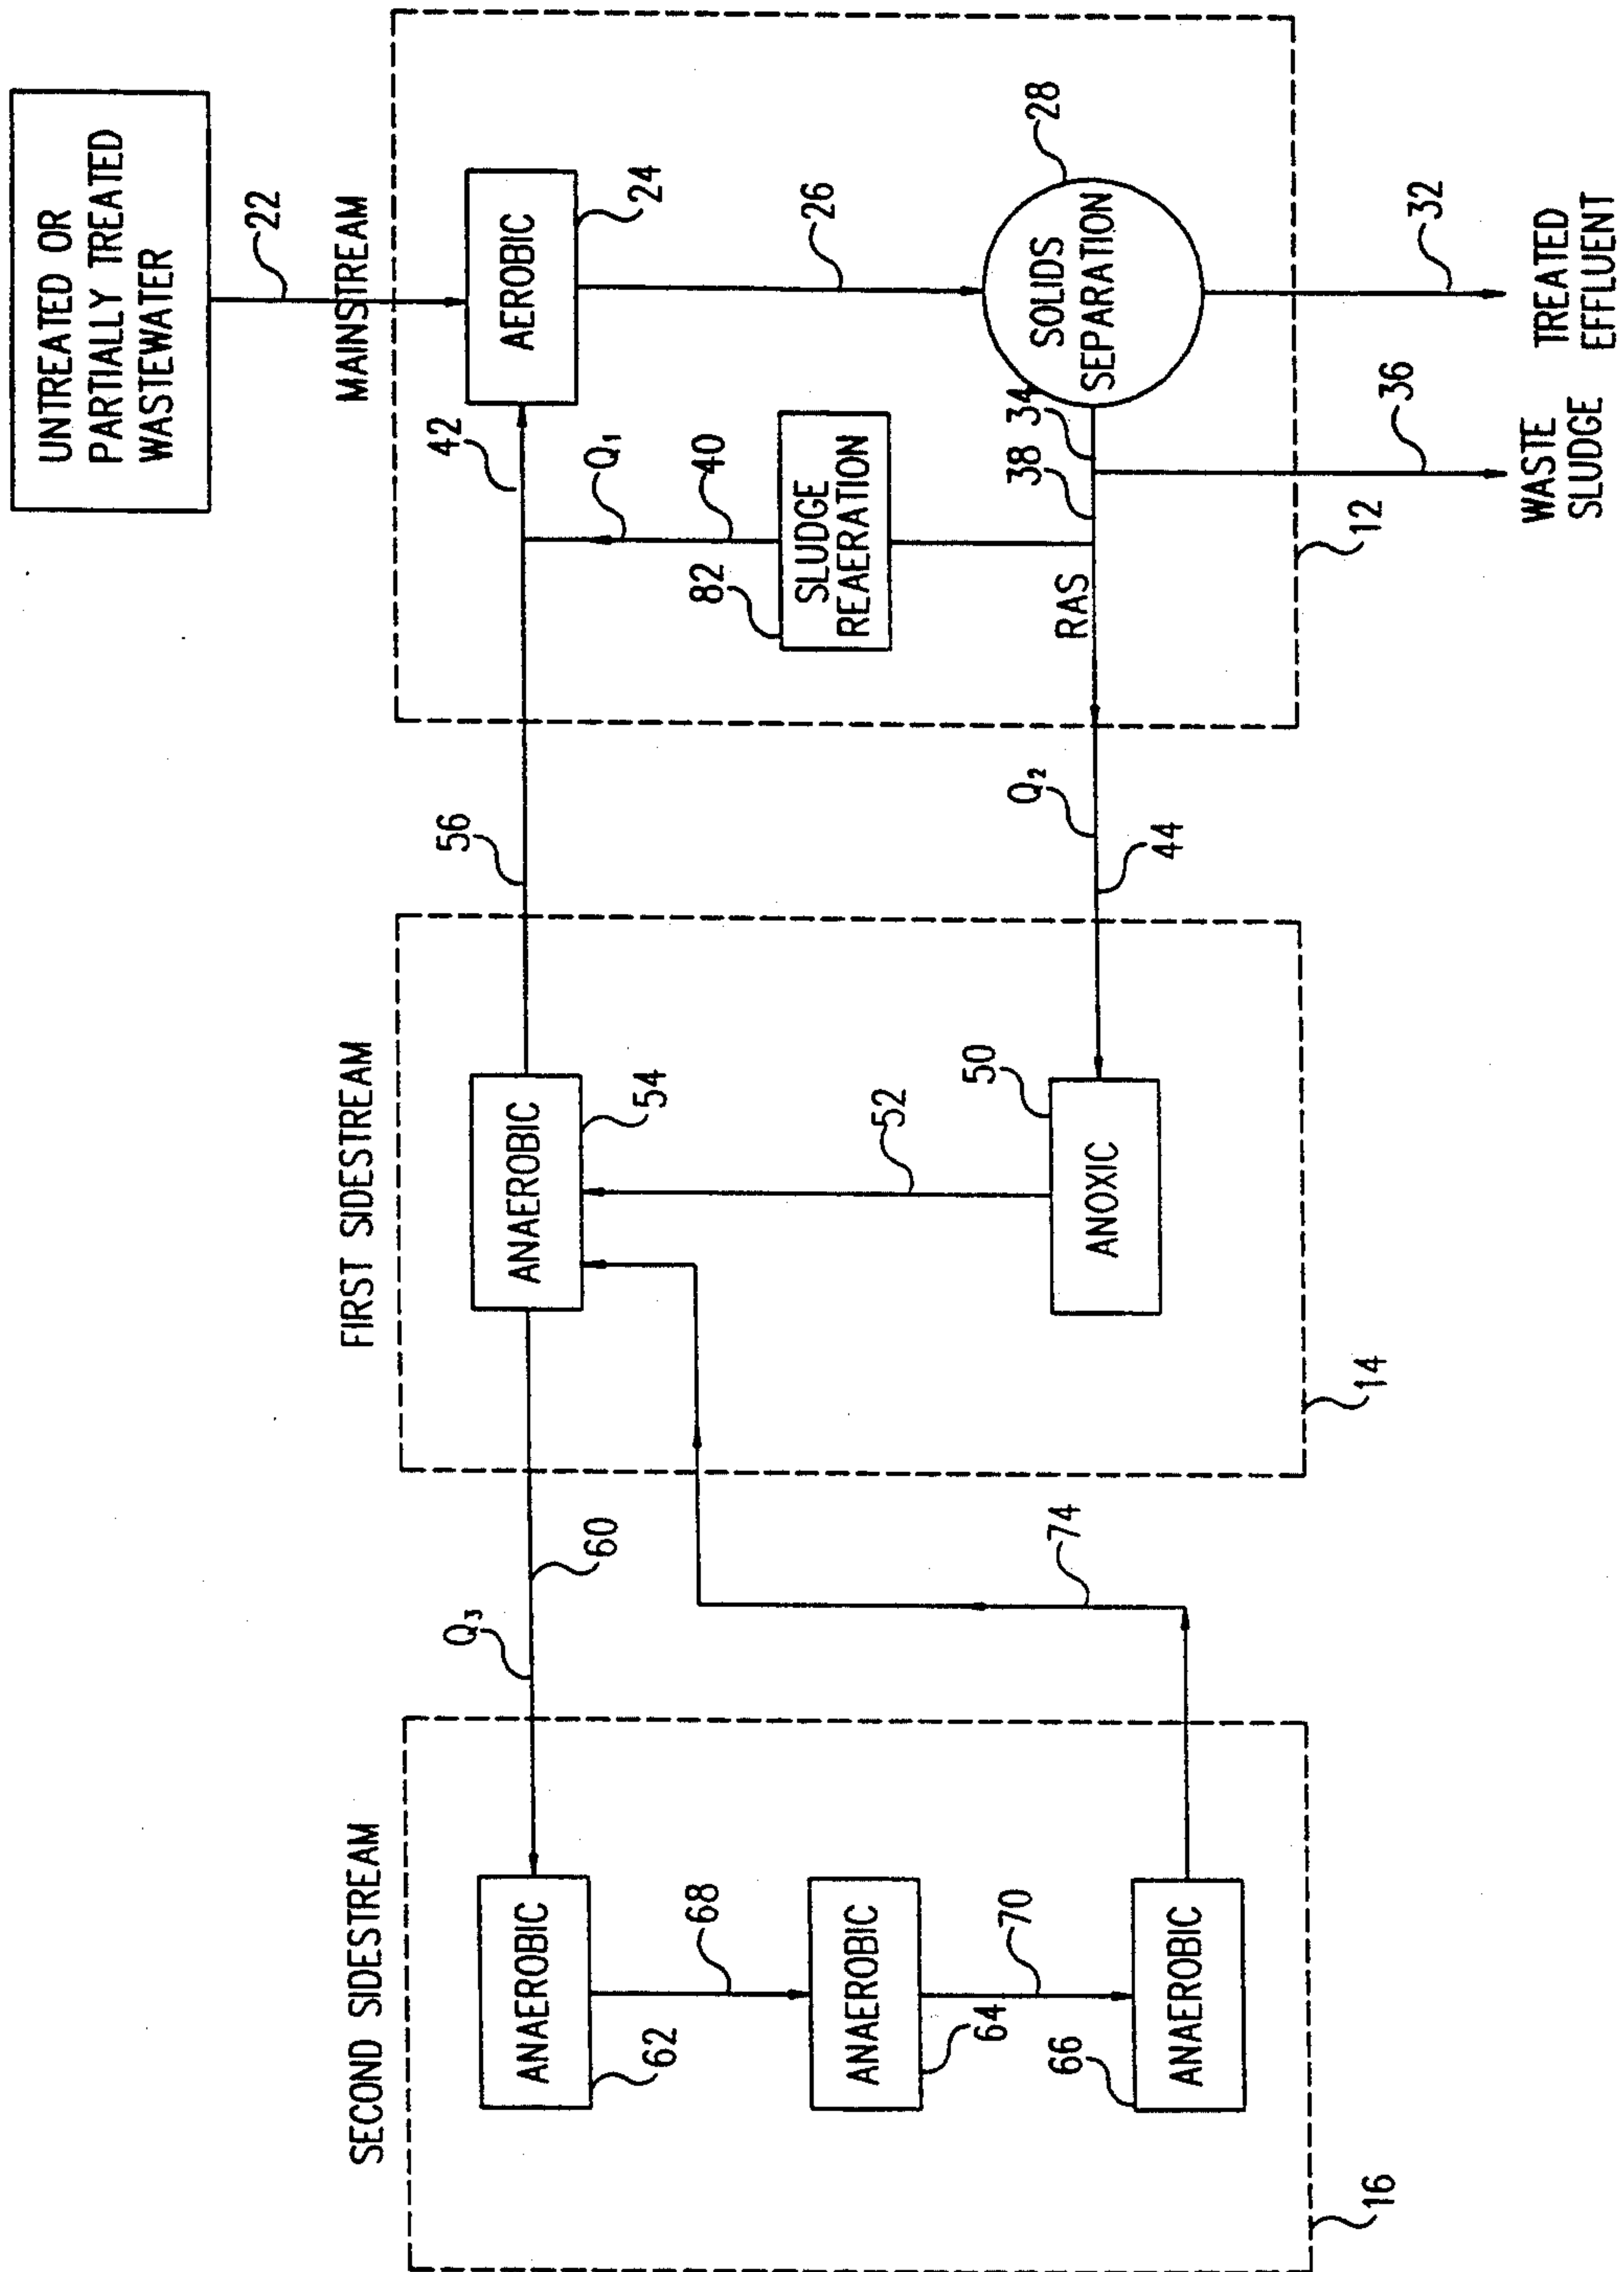 UNTREATED OR
PARTIALLY TREATED
WASTEWATER
22
MAINSTREAM
AEROBIC
24
42
26
Q₁
40
82
SLUDGE
REAERATION
SOLIDS
SEPARATION
28
34
38
RAS
32
TREATED
EFFLUENT
36
WASTE
SLUDGE
12
56
Q₂
44
FIRST SIDESTREAM
ANAEROBIC
54
52
50
ANOXIC
14
60
Q₃
74
SECOND SIDESTREAM
ANAEROBIC
62
68
ANAEROBIC
64
70
66
ANAEROBIC
16